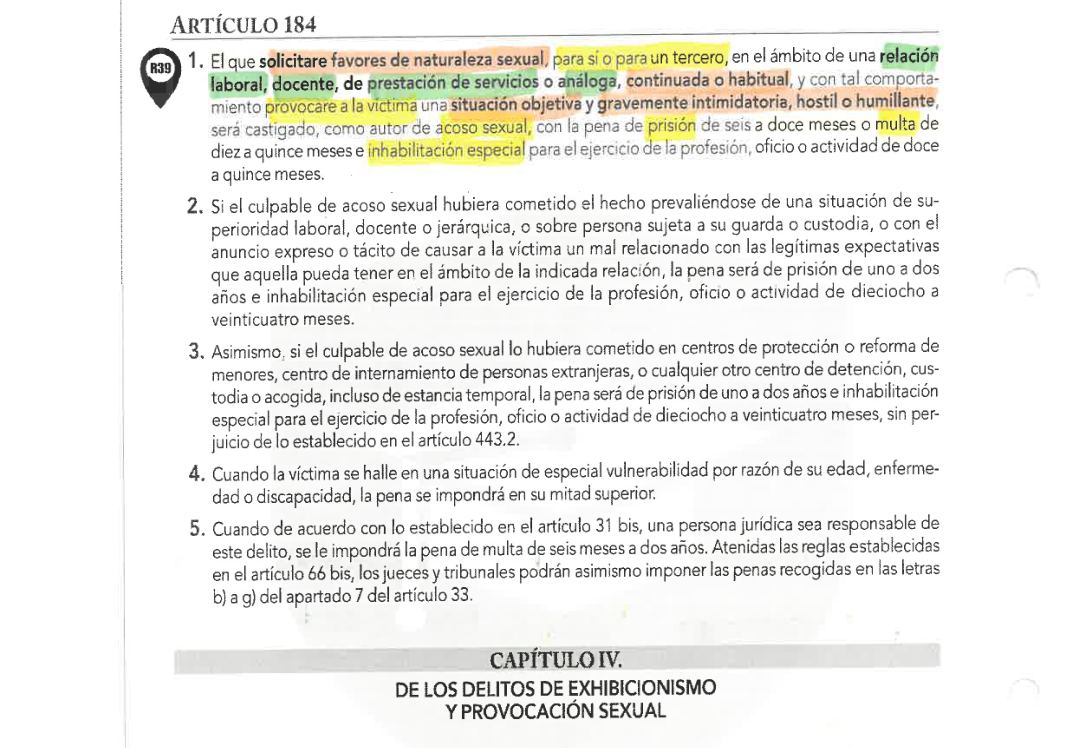 ARTÍCULO 184
R39
1. El que solicitare favores de naturaleza sexual, para sí o para un tercero, en el ámbito de una relación
laboral, docente, de prestación de servicios o análoga, continuada o habitual, y con tal comporta-
miento provocare a la víctima una situación objetiva y gravemente intimidatoria, hostil o humillante,
será castigado, como autor de acoso sexual, con la pena de prisión de seis a doce meses o multa de
diez a quince meses e inhabilitación especial para el ejercicio de la profesión, oficio o actividad de doce
a quince meses.
2. Si el culpable de acoso sexual hubiera cometido el hecho prevaliéndose de una situación de su-
perioridad laboral, docente o jerárquica, o sobre persona sujeta a su guarda o custodia, o con el
anuncio expreso o tácito de causar a la víctima un mal relacionado con las legítimas expectativas
que aquella pueda tener en el ámbito de la indicada relación, la pena será de prisión de uno a dos
años e inhabilitación especial para el ejercicio de la profesión, oficio o actividad de dieciocho a
veinticuatro meses.
3. Asimismo, si el culpable de acoso sexual lo hubiera cometido en centros de protección o reforma de
menores, centro de internamiento de personas extranjeras, o cualquier otro centro de detención, cus-
todia o acogida, incluso de estancia temporal, la pena será de prisión de uno a dos años e inhabilitación
especial para el ejercicio de la profesión, oficio o actividad de dieciocho a veinticuatro meses, sin per-
juicio de lo establecido en el artículo 443.2.
4. Cuando la víctima se halle en una situación de especial vulnerabilidad por razón de su edad, enferme-
dad o discapacidad, la pena se impondrá en su mitad superior.
5. Cuando de acuerdo con lo establecido en el artículo 31 bis, una persona jurídica sea responsable de
este delito, se le impondrá la pena de multa de seis meses a dos años. Atenidas las reglas establecidas
en el artículo 66 bis, los jueces y tribunales podrán asimismo imponer las penas recogidas en las letras
b) a g) del apartado 7 del artículo 33.
CAPÍTULO IV.
DE LOS DELITOS DE EXHIBICIONISMO
Y PROVOCACIÓN SEXUAL